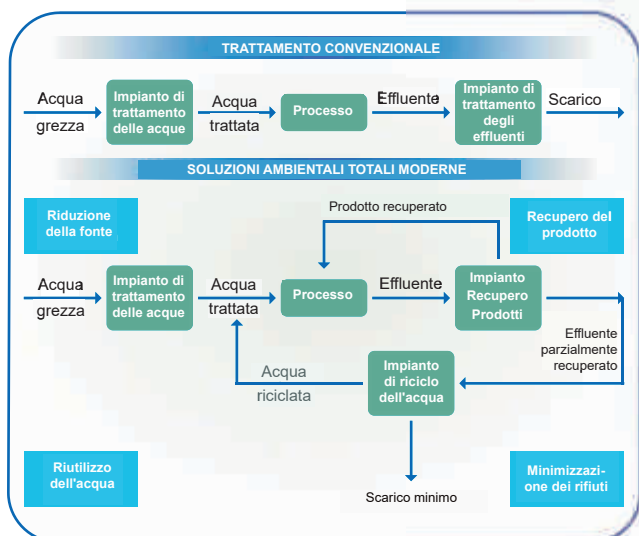 TRATTAMENTO CONVENZIONALE
Acqua
grezza
Impianto di
trattamento
delle acque
Acqua
trattata
Processo
Effluente
Impianto di
trattamento
degli
effluenti
Scarico
SOLUZIONI AMBIENTALI TOTALI MODERNE
Riduzione
della fonte
Prodotto recuperato
Recupero del
prodotto
Acqua
grezza
Impianto di
trattamento
delle acque
Acqua
trattata
Processo
Effluente
Impianto
Recupero
Prodotti
Effluente
parzialmente
recuperato
Acqua
riciclata
Impianto
di riciclo
dell'acqua
Riutilizzo
dell'acqua
Scarico minimo
Minimizzazi-
one dei rifiuti